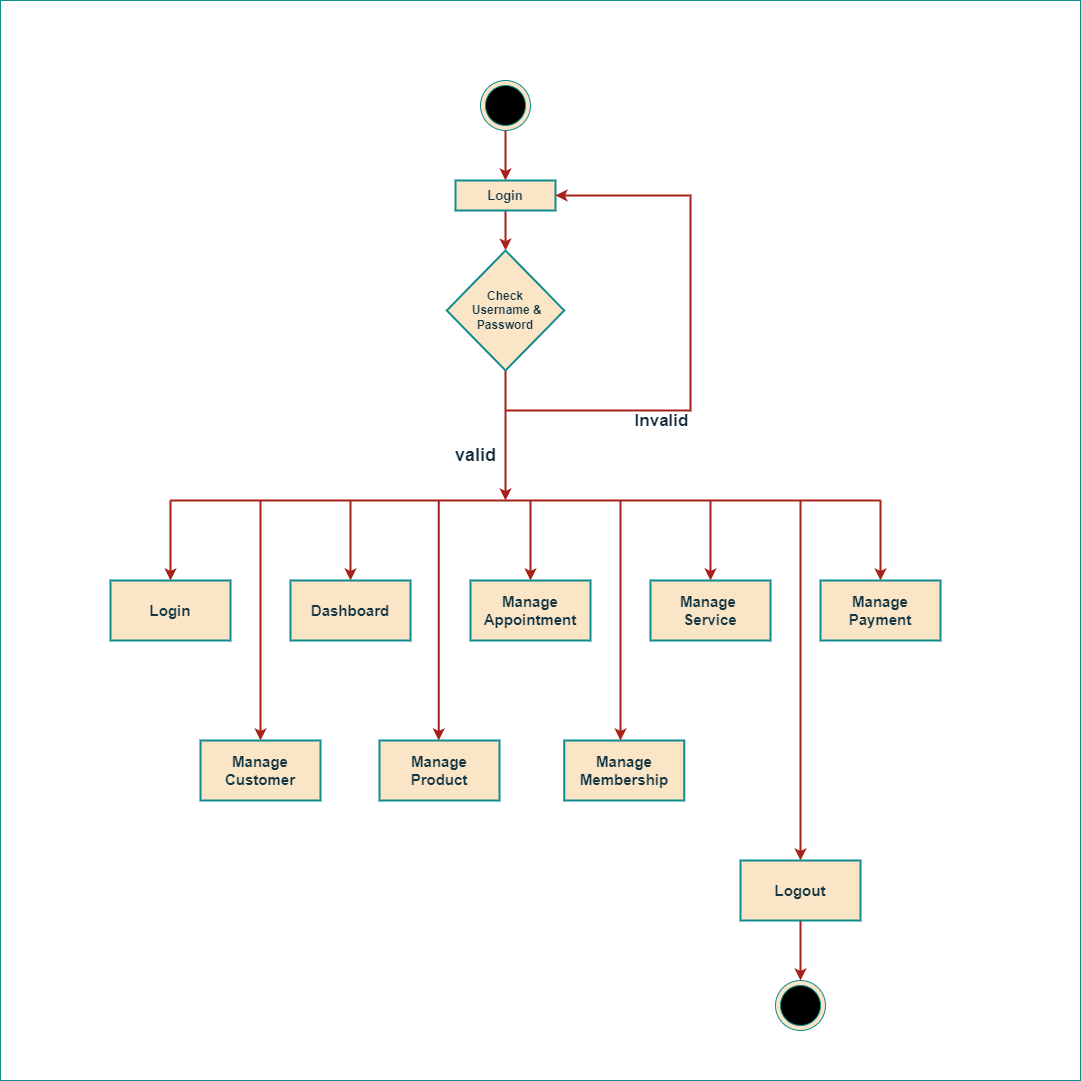 Login
Check
Username &
Password
Invalid
valid
Login
Dashboard
Manage
Appointment
Manage
Service
Manage
Payment
Manage
Customer
Manage
Product
Manage
Membership
Logout